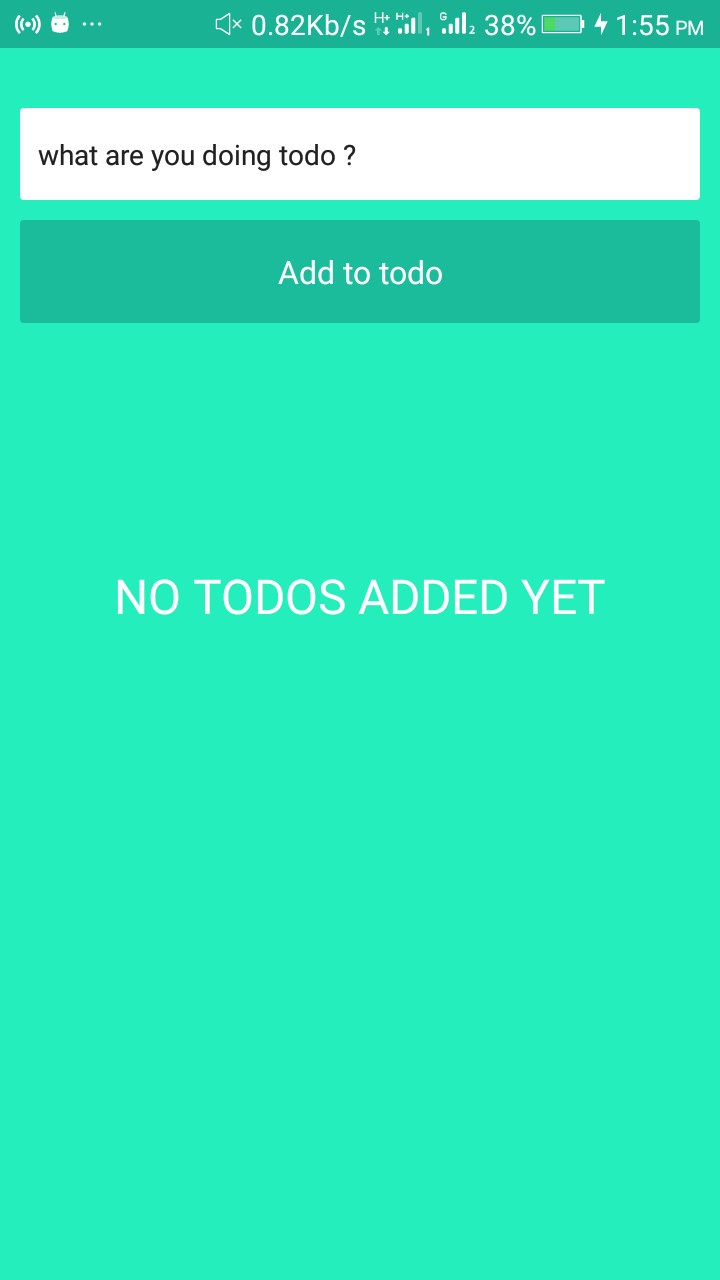 0.82Kb/s H+ H+ 1 G 2 38% 1:55 PM
what are you doing todo ?
Add to todo
NO TODOS ADDED YET